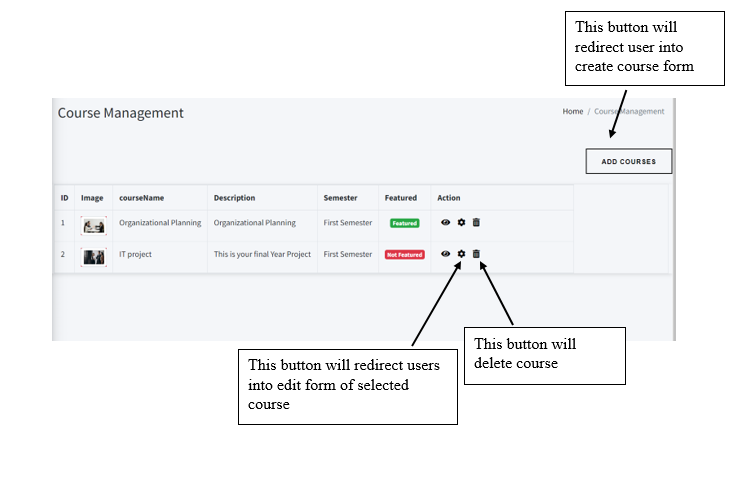 This button will
redirect user into
create course form
Course Management
Home / Course Management
ADD COURSES
ID Image courseName Description Semester Featured Action
1 Organizational Planning Organizational Planning First Semester Featured
2 IT project This is your final Year Project First Semester Not Featured
This button will redirect users
into edit form of selected
course
This button will
delete course